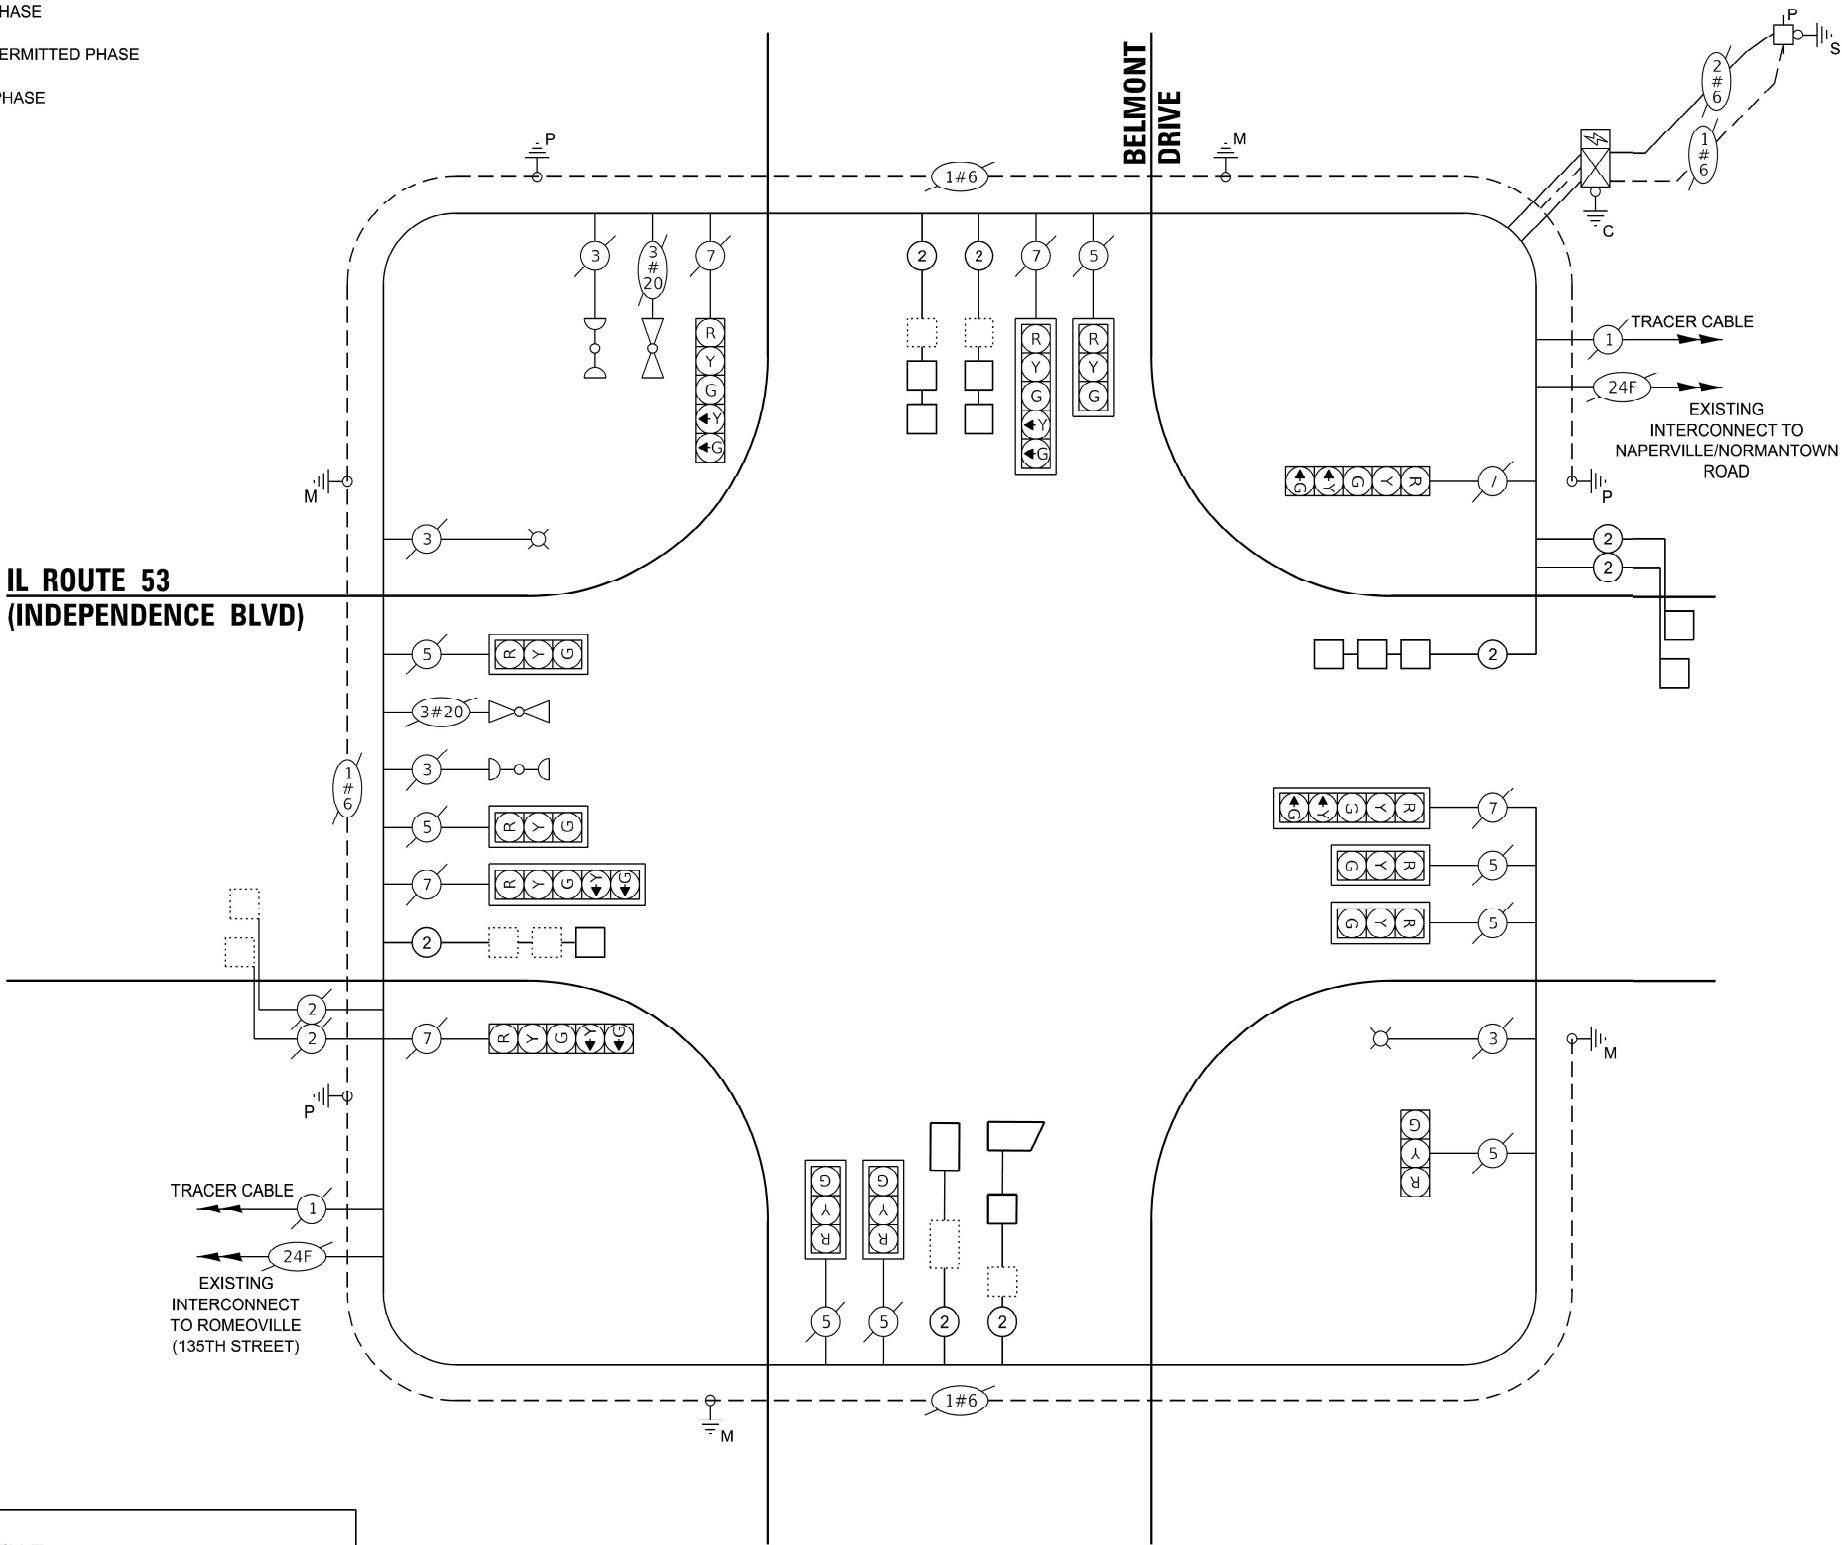 HASE
ERMITTED PHASE
PHASE
BELMONT
DRIVE
P
S
2
#
6
1
#
6
C
P
M
1#6
3
3
#
20
7
R
Y
G
Y
G
2
2
7
R
Y
G
Y
G
5
R
Y
G
1
TRACER CABLE
24F
EXISTING
INTERCONNECT TO
NAPERVILLE/NORMANTOWN
ROAD
G Y G Y R
P
M
3
2
2
IL ROUTE 53
(INDEPENDENCE BLVD)
5
R Y G
2
3#20
3
1
#
6
5
R Y G
7
R Y G Y G
2
G Y G Y R
7
G Y R
5
G Y R
5
2
2
7
R Y G Y G
P
3
M
G
Y
R
5
TRACER CABLE
1
24F
EXISTING
INTERCONNECT
TO ROMEOVILLE
(135TH STREET)
G
Y
R
5
G
Y
R
5
2
2
1#6
M